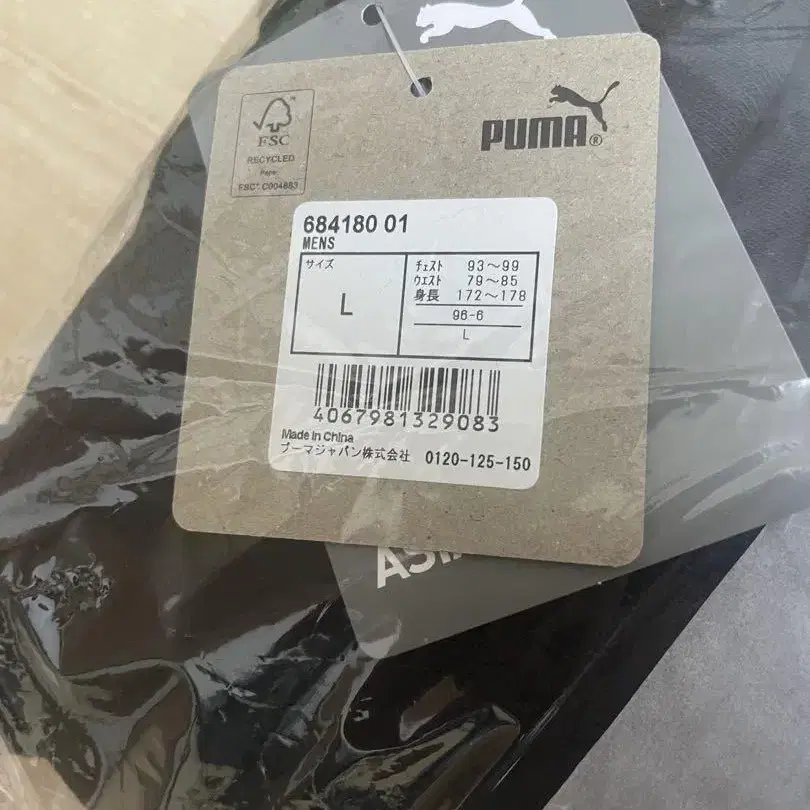 FSC
RECYCLED
Paper
FSC® C004883
PUMA®
684180 01
MENS
サイズ
L
チェスト 93〜99
ウエスト 79〜85
身長 172〜178
96-6
L
4067981329083
Made in China
プーマジャパン株式会社 0120-125-150